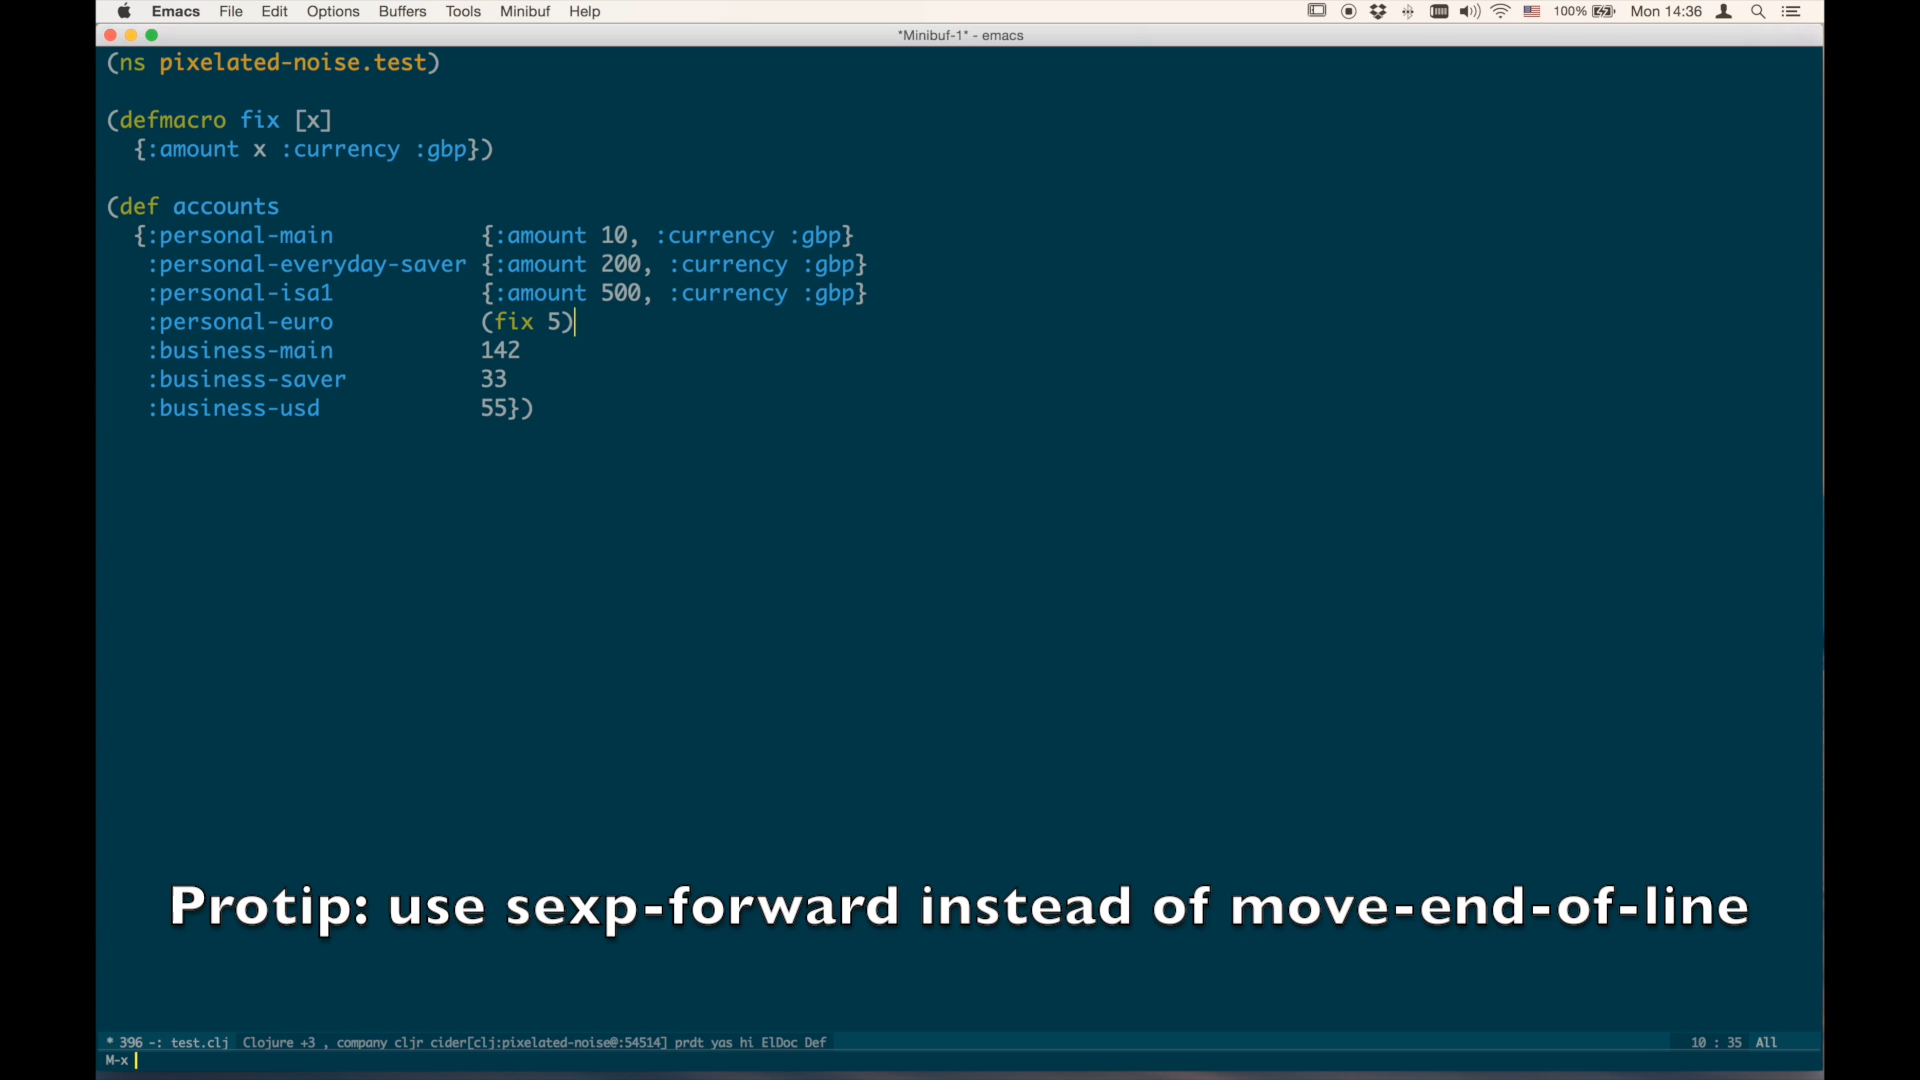 Emacs File Edit Options Buffers Tools Minibuf Help 100% Mon 14:36
*Minibuf-1* - emacs
(ns pixelated-noise.test)
(defmacro fix [x]
  {:amount x :currency :gbp})
(def accounts
  {:personal-main           {:amount 10, :currency :gbp}
   :personal-everyday-saver {:amount 200, :currency :gbp}
   :personal-isa1           {:amount 500, :currency :gbp}
   :personal-euro           (fix 5)
   :business-main           142
   :business-saver          33
   :business-usd            55})
Protip: use sexp-forward instead of move-end-of-line
* 396 -: test.clj  Clojure +3 , company cljr cider[clj:pixelated-noise@:54514] prdt yas hi ElDoc Def 10 : 35 All
M-x